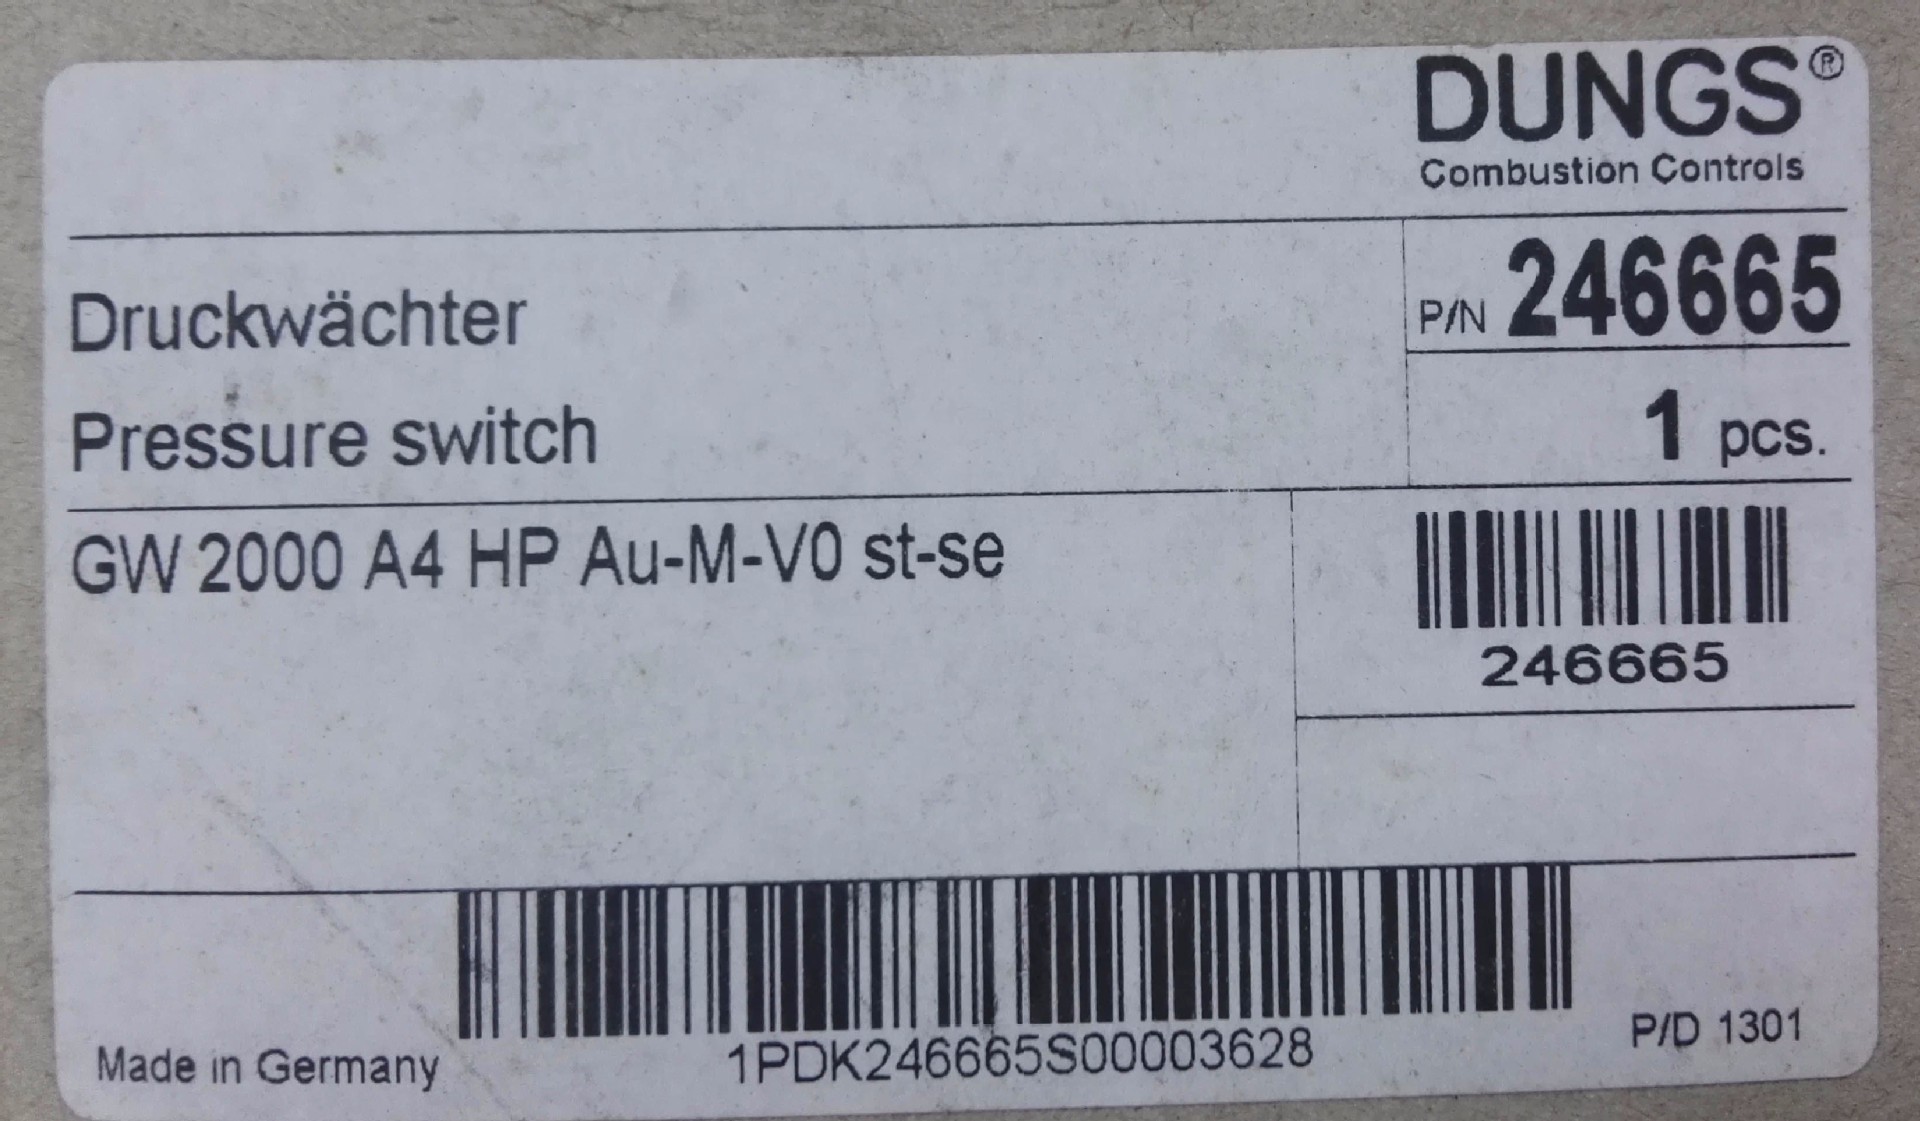 DUNGS®
Combustion Controls
Druckwächter
P/N 246665
Pressure switch
1 pcs.
GW 2000 A4 HP Au-M-V0 st-se
246665
1PDK246665S00003628
Made in Germany
P/D 1301